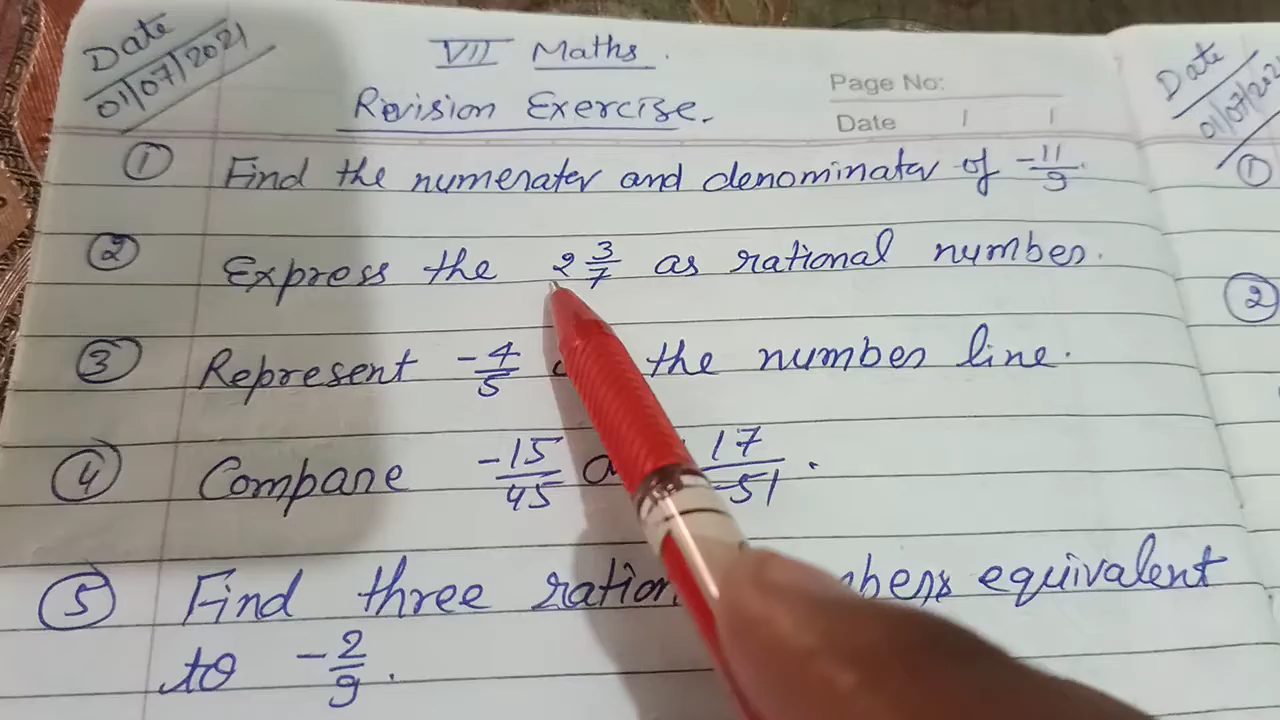 Date
01/07/2021
VII Maths.
Revision Exercise.
Page No:
Date
① Find the numerater and denominater of -11/9.
② Express the 2 3/7 as rational number.
③ Represent -4/5 the number line.
④ Compare -15/45 17/-51.
⑤ Find three equivalent
to -2/9.
Date
01/07/202
①
②